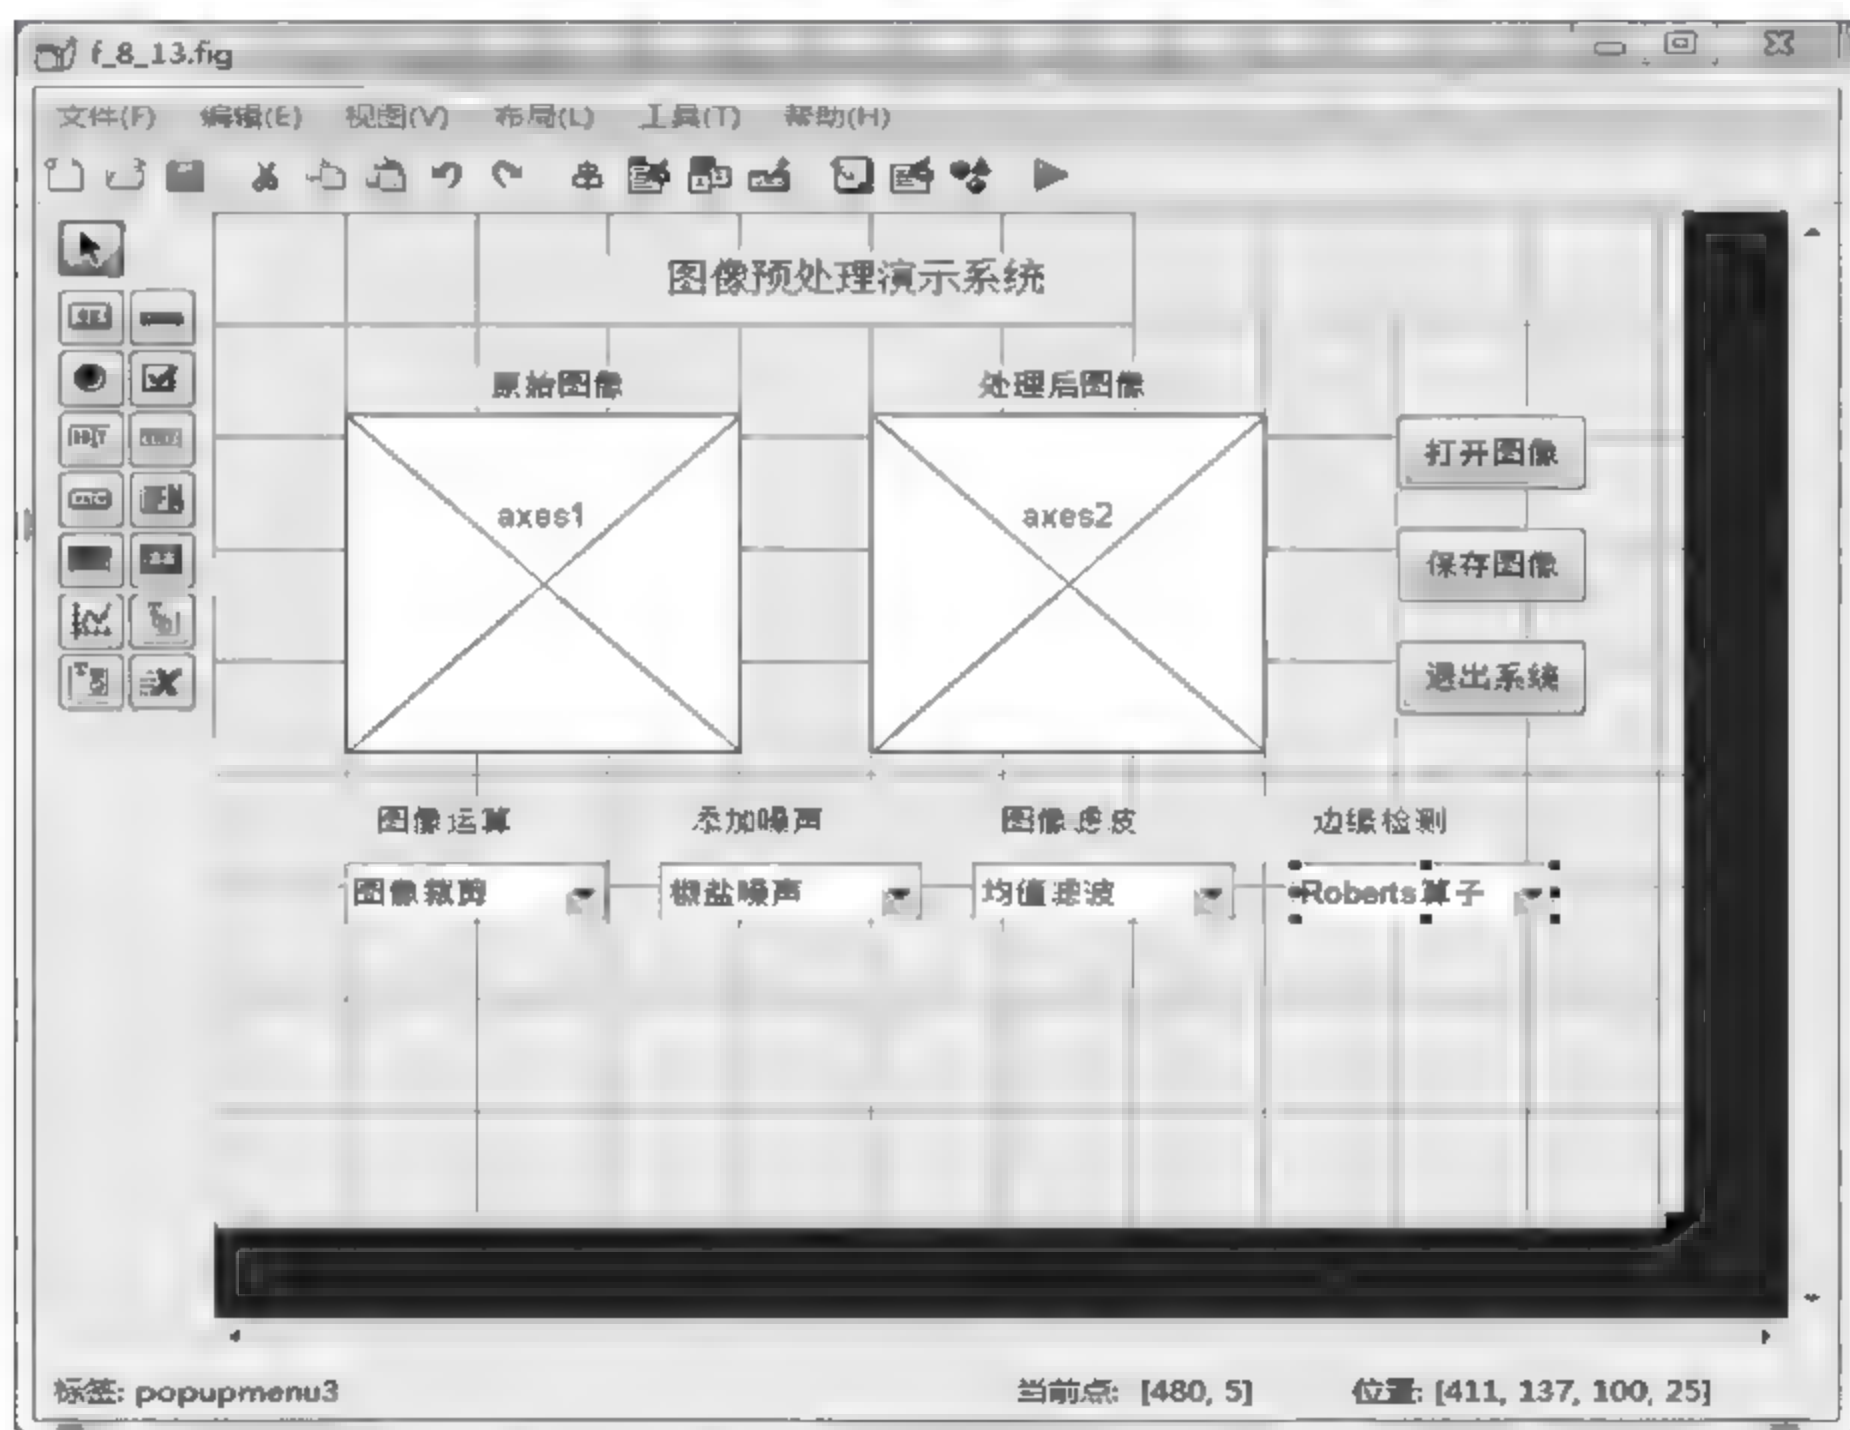 f_8_13.fig
文件(F) 编辑(E) 视图(V) 布局(L) 工具(T) 帮助(H)
图像预处理演示系统
原始图像 处理后图像
打开图像
axes1 axes2
保存图像
退出系统
图像运算 添加噪声 图像滤波 边缘检测
图像裁剪 椒盐噪声 均值滤波 Roberts算子
标签: popupmenu3 当前点: [480, 5] 位置: [411, 137, 100, 25]